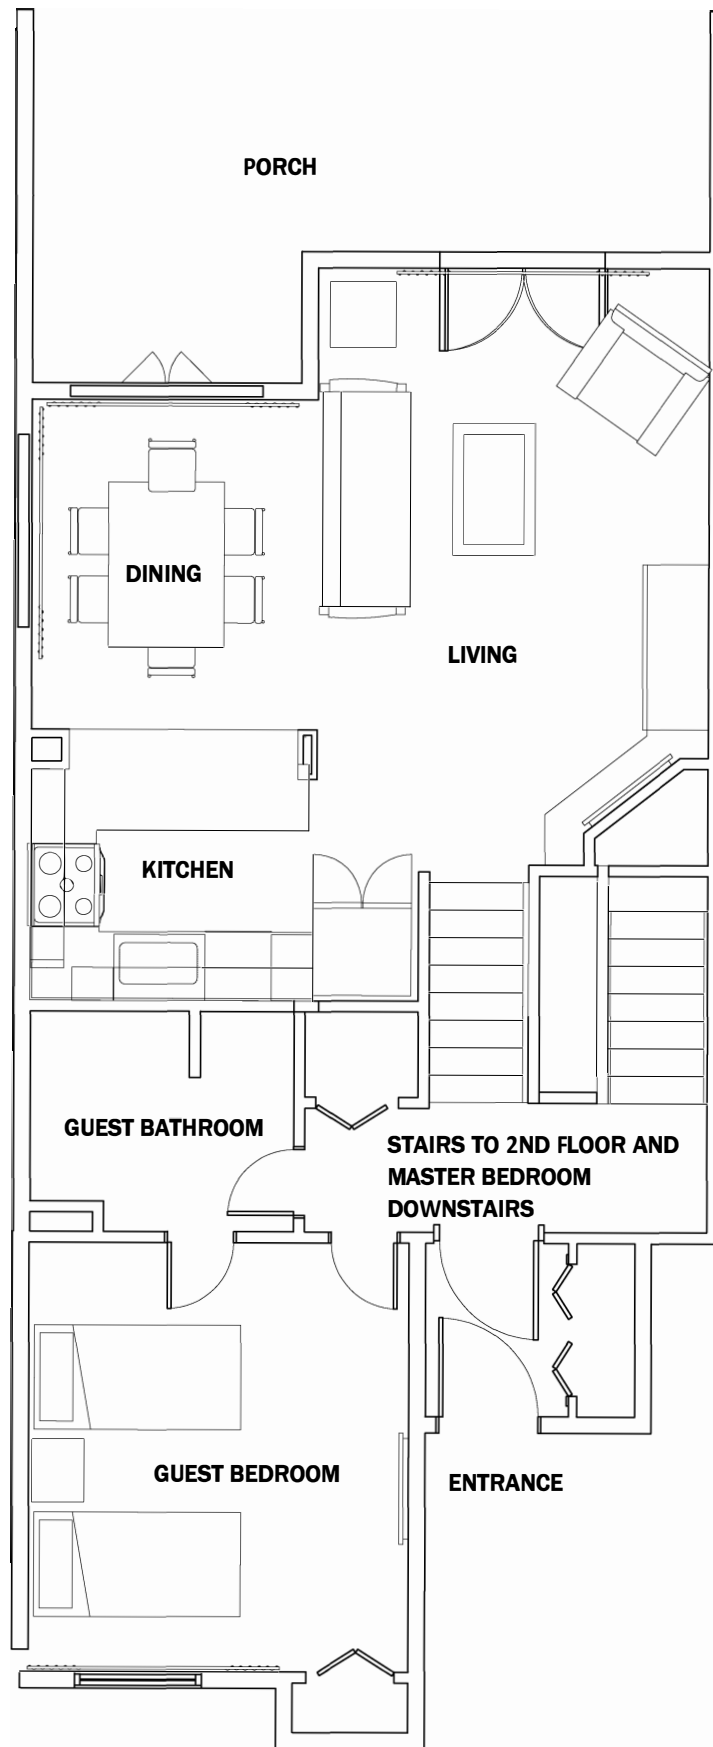 PORCH
DINING
LIVING
KITCHEN
GUEST BATHROOM
STAIRS TO 2ND FLOOR AND
MASTER BEDROOM
DOWNSTAIRS
GUEST BEDROOM
ENTRANCE